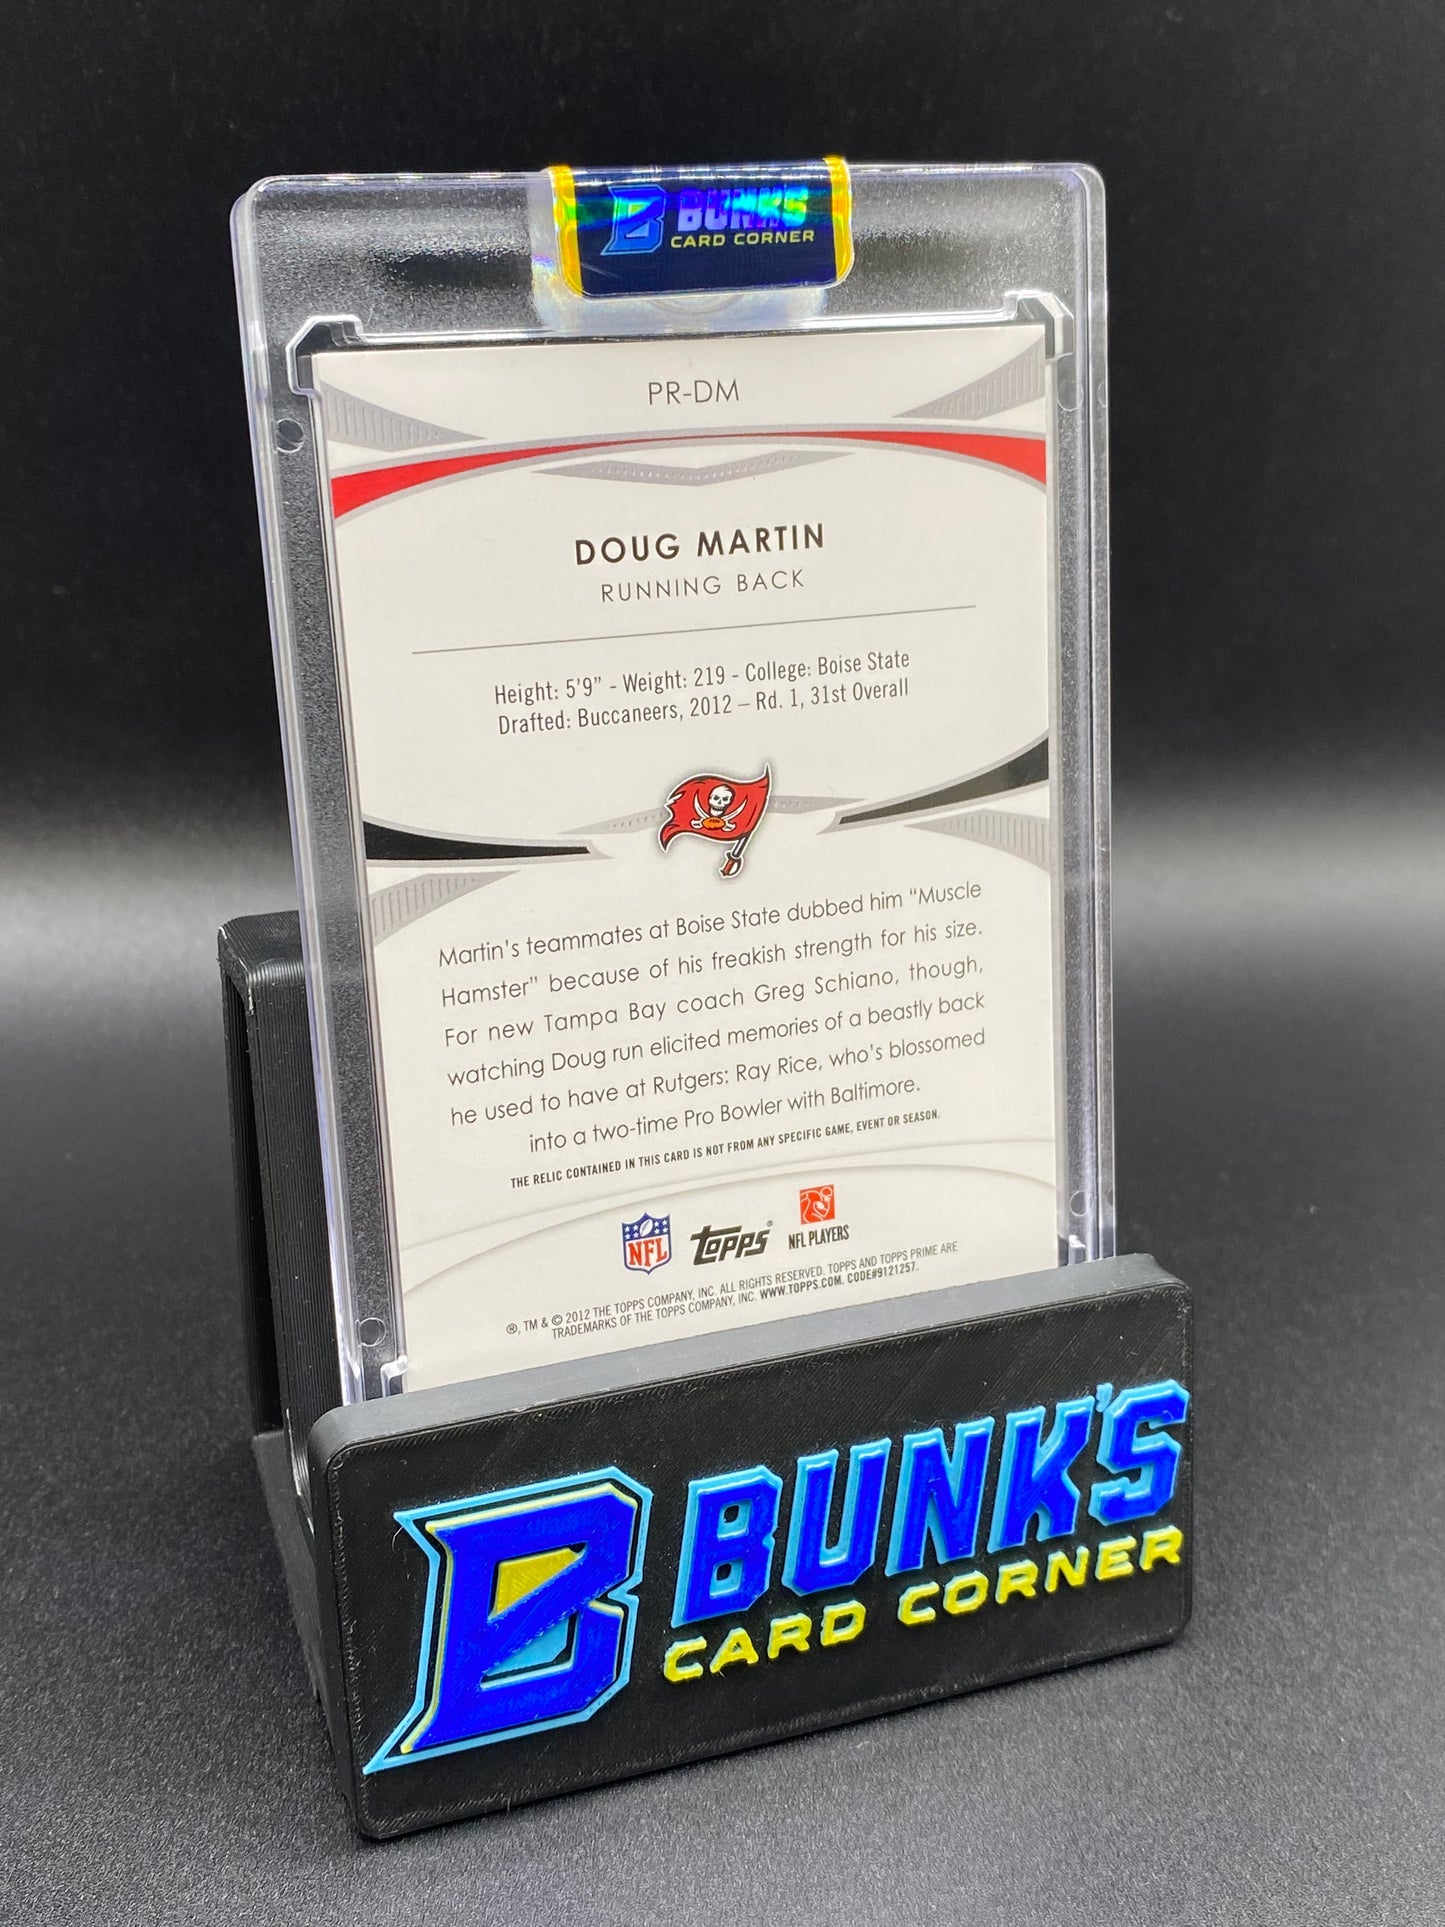 BUNK'S
CARD CORNER
PR-DM
DOUG MARTIN
RUNNING BACK
Height: 5'9" - Weight: 219 - College: Boise State
Drafted: Buccaneers, 2012 – Rd. 1, 31st Overall
Martin's teammates at Boise State dubbed him "Muscle
Hamster" because of his freakish strength for his size.
For new Tampa Bay coach Greg Schiano, though,
watching Doug run elicited memories of a beastly back
he used to have at Rutgers: Ray Rice, who's blossomed
into a two-time Pro Bowler with Baltimore.
THE RELIC CONTAINED IN THIS CARD IS NOT FROM ANY SPECIFIC GAME, EVENT OR SEASON.
NFL
Topps®
NFL PLAYERS
®, TM & © 2012 THE TOPPS COMPANY, INC. ALL RIGHTS RESERVED. TOPPS AND TOPPS PRIME ARE
TRADEMARKS OF THE TOPPS COMPANY, INC. WWW.TOPPS.COM. CODE#9121257.
B BUNK'S
CARD CORNER